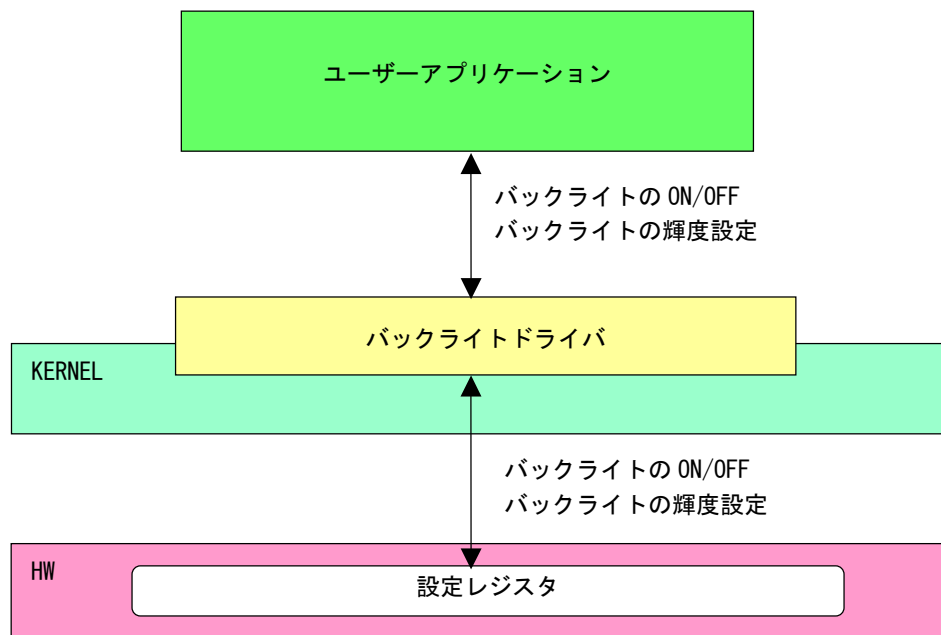 ユーザーアプリケーション
バックライトの ON/OFF
バックライトの輝度設定
バックライトドライバ
KERNEL
バックライトの ON/OFF
バックライトの輝度設定
HW
設定レジスタ